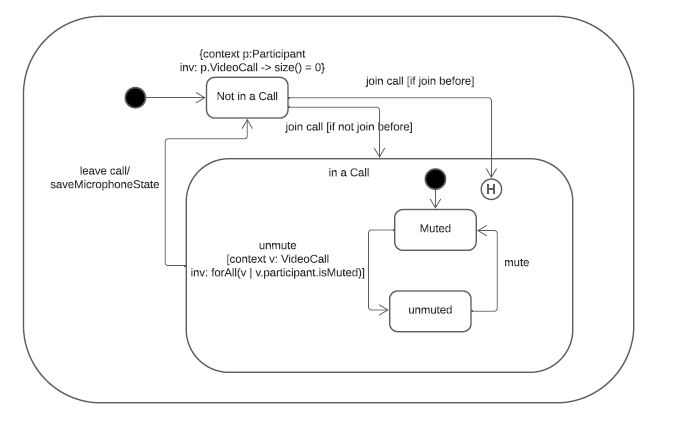 {context p:Participant
inv: p.VideoCall -> size() = 0}
Not in a Call
join call [if join before]
join call [if not join before]
leave call/
saveMicrophoneState
in a Call
H
Muted
unmute
[context v: VideoCall
inv: forAll(v | v.participant.isMuted)]
mute
unmuted